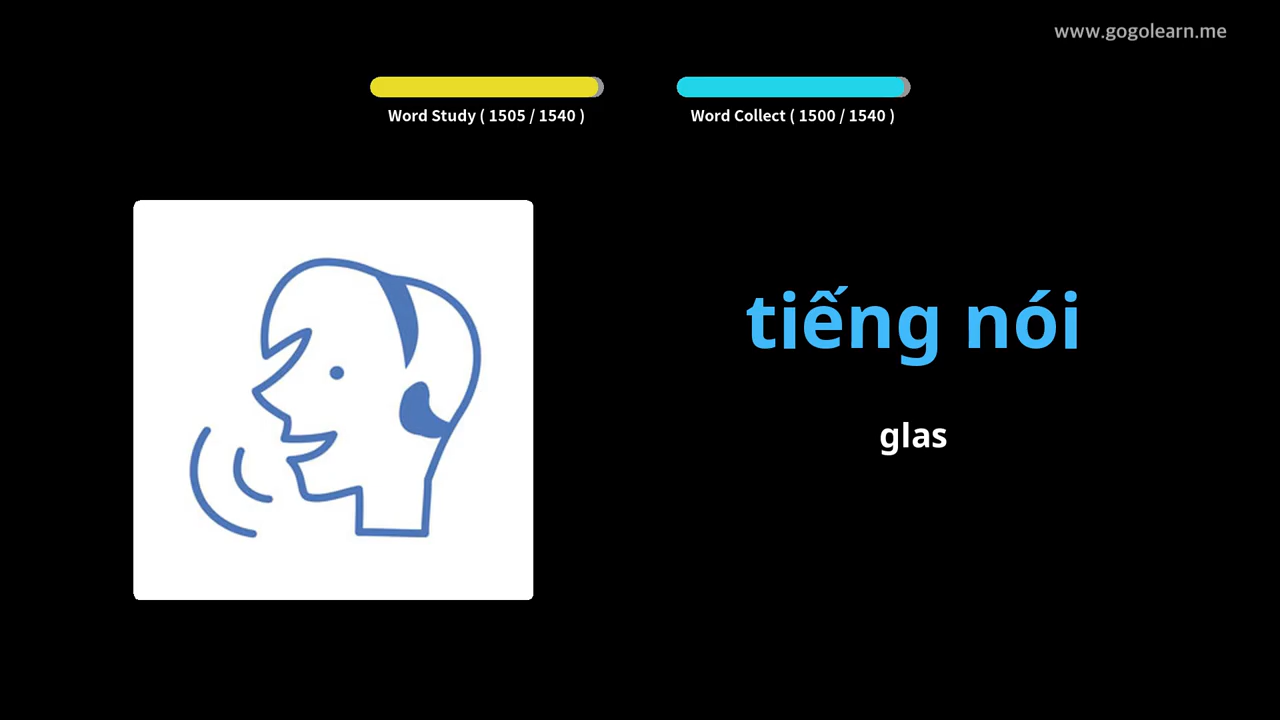 www.gogolearn.me
Word Study ( 1505 / 1540 )
Word Collect ( 1500 / 1540 )
tiếng nói
glas